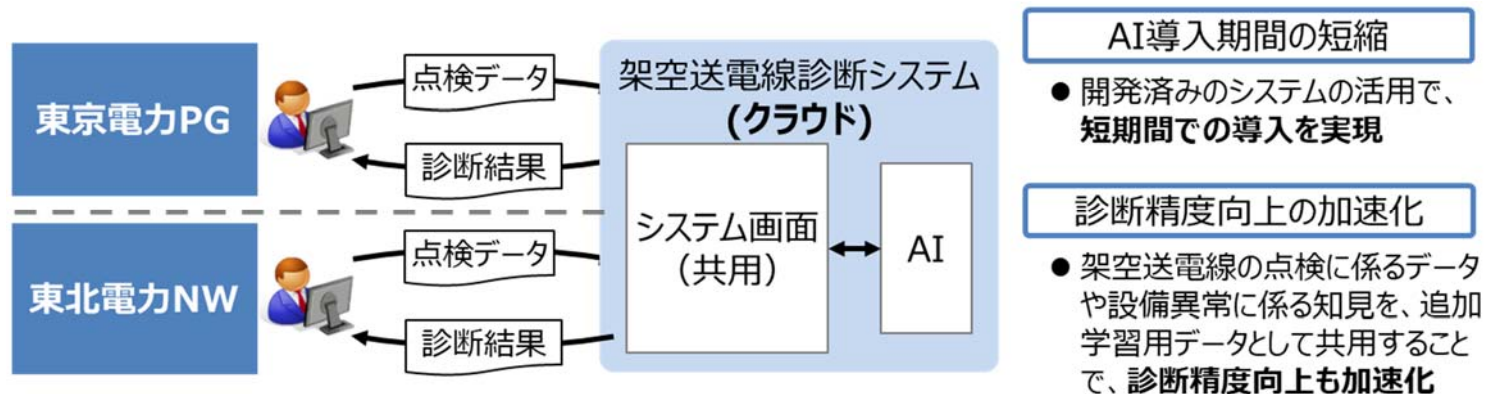 東京電力PG
点検データ
診断結果
東北電力NW
点検データ
診断結果
架空送電線診断システム
(クラウド)
システム画面
（共用）
AI
AI導入期間の短縮
● 開発済みのシステムの活用で、
短期間での導入を実現
診断精度向上の加速化
● 架空送電線の点検に係るデータ
や設備異常に係る知見を、追加
学習用データとして共用すること
で、診断精度向上も加速化